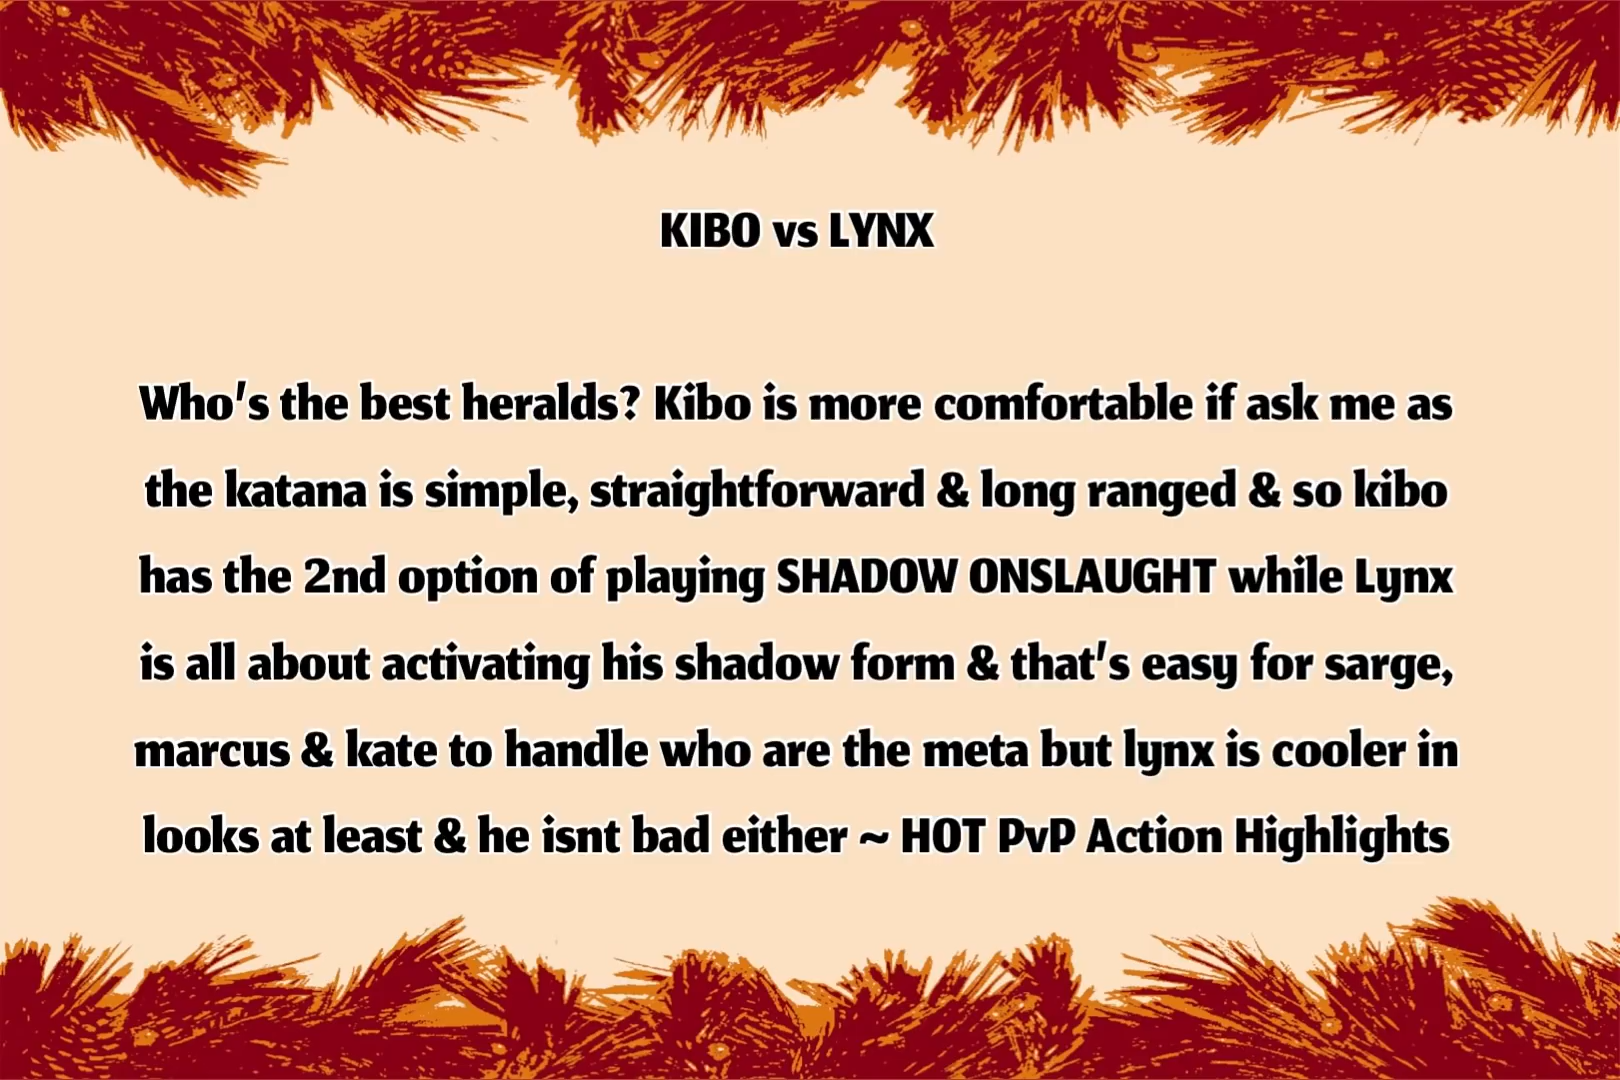 KIBO vs LYNX
Who's the best heralds? Kibo is more comfortable if ask me as
the katana is simple, straightforward & long ranged & so kibo
has the 2nd option of playing SHADOW ONSLAUGHT while Lynx
is all about activating his shadow form & that's easy for sarge,
marcus & kate to handle who are the meta but lynx is cooler in
looks at least & he isnt bad either ~ HOT PvP Action Highlights